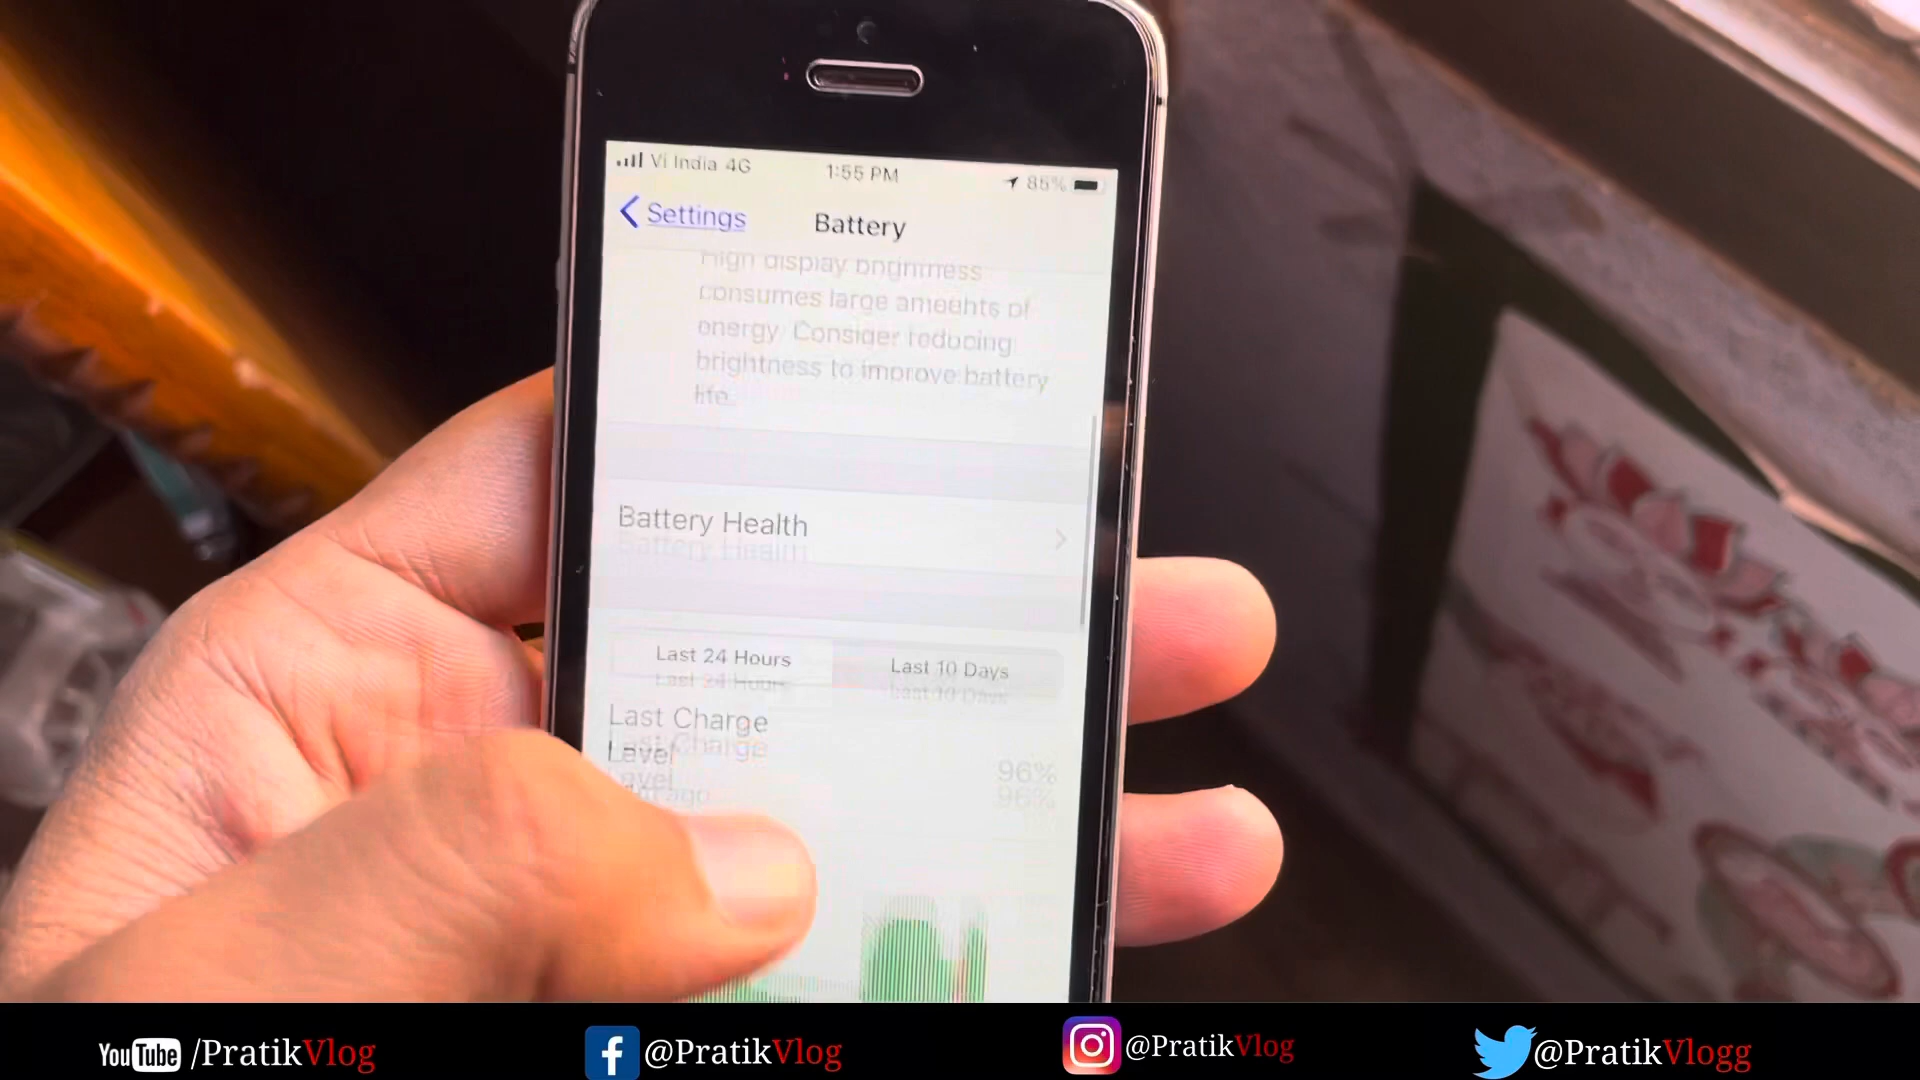 Vi India 4G 1:55 PM 85%
Settings Battery
High display brightness
consumes large amounts of
energy. Consider reducing
brightness to improve battery
life.
Battery Health
Last 24 Hours Last 10 Days
Last Charge
Level 96%
ago
YouTube /PratikVlog @PratikVlog @PratikVlog @PratikVlogg